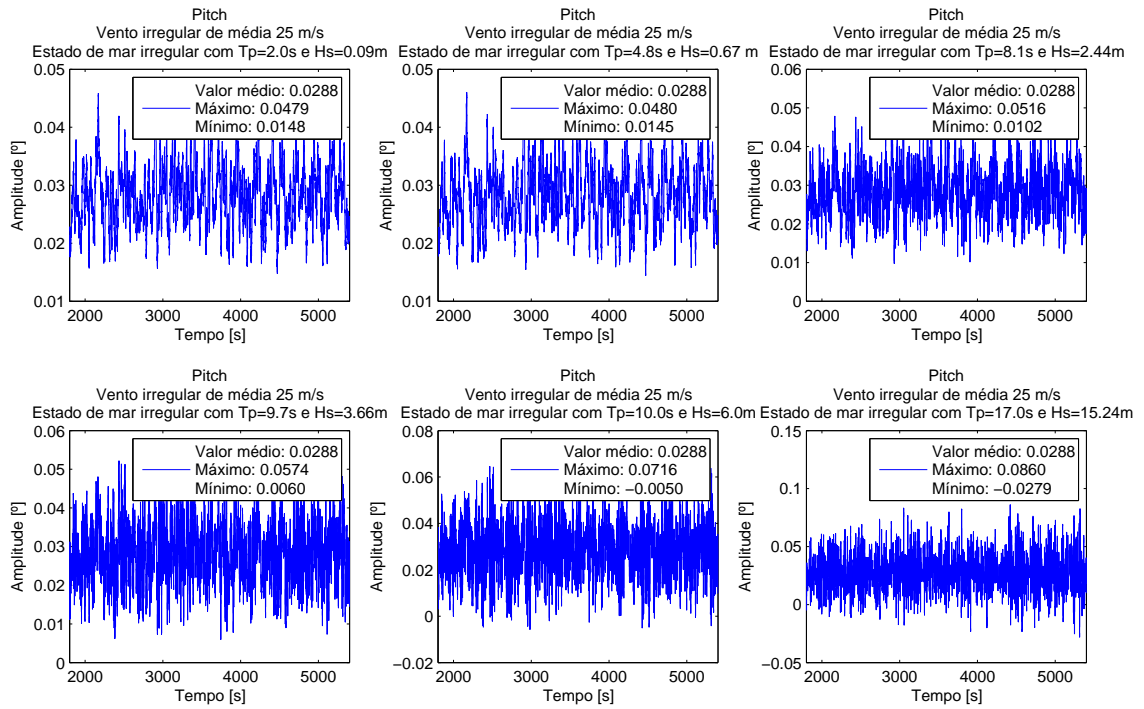 Pitch
Vento irregular de média 25 m/s
Estado de mar irregular com Tp=2.0s e Hs=0.09m
0.05
0.04
0.03
0.02
0.01
Amplitude [º]
Valor médio: 0.0288
Máximo: 0.0479
Mínimo: 0.0148
2000 3000 4000 5000
Tempo [s]
Pitch
Vento irregular de média 25 m/s
Estado de mar irregular com Tp=4.8s e Hs=0.67 m
0.05
0.04
0.03
0.02
0.01
Amplitude [º]
Valor médio: 0.0288
Máximo: 0.0480
Mínimo: 0.0145
2000 3000 4000 5000
Tempo [s]
Pitch
Vento irregular de média 25 m/s
Estado de mar irregular com Tp=8.1s e Hs=2.44m
0.06
0.05
0.04
0.03
0.02
0.01
0
Amplitude [º]
Valor médio: 0.0288
Máximo: 0.0516
Mínimo: 0.0102
2000 3000 4000 5000
Tempo [s]
Pitch
Vento irregular de média 25 m/s
Estado de mar irregular com Tp=9.7s e Hs=3.66m
0.06
0.05
0.04
0.03
0.02
0.01
0
Amplitude [º]
Valor médio: 0.0288
Máximo: 0.0574
Mínimo: 0.0060
2000 3000 4000 5000
Tempo [s]
Pitch
Vento irregular de média 25 m/s
Estado de mar irregular com Tp=10.0s e Hs=6.0m
0.08
0.06
0.04
0.02
0
−0.02
Amplitude [º]
Valor médio: 0.0288
Máximo: 0.0716
Mínimo: −0.0050
2000 3000 4000 5000
Tempo [s]
Pitch
Vento irregular de média 25 m/s
Estado de mar irregular com Tp=17.0s e Hs=15.24m
0.15
0.1
0.05
0
−0.05
Amplitude [º]
Valor médio: 0.0288
Máximo: 0.0860
Mínimo: −0.0279
2000 3000 4000 5000
Tempo [s]